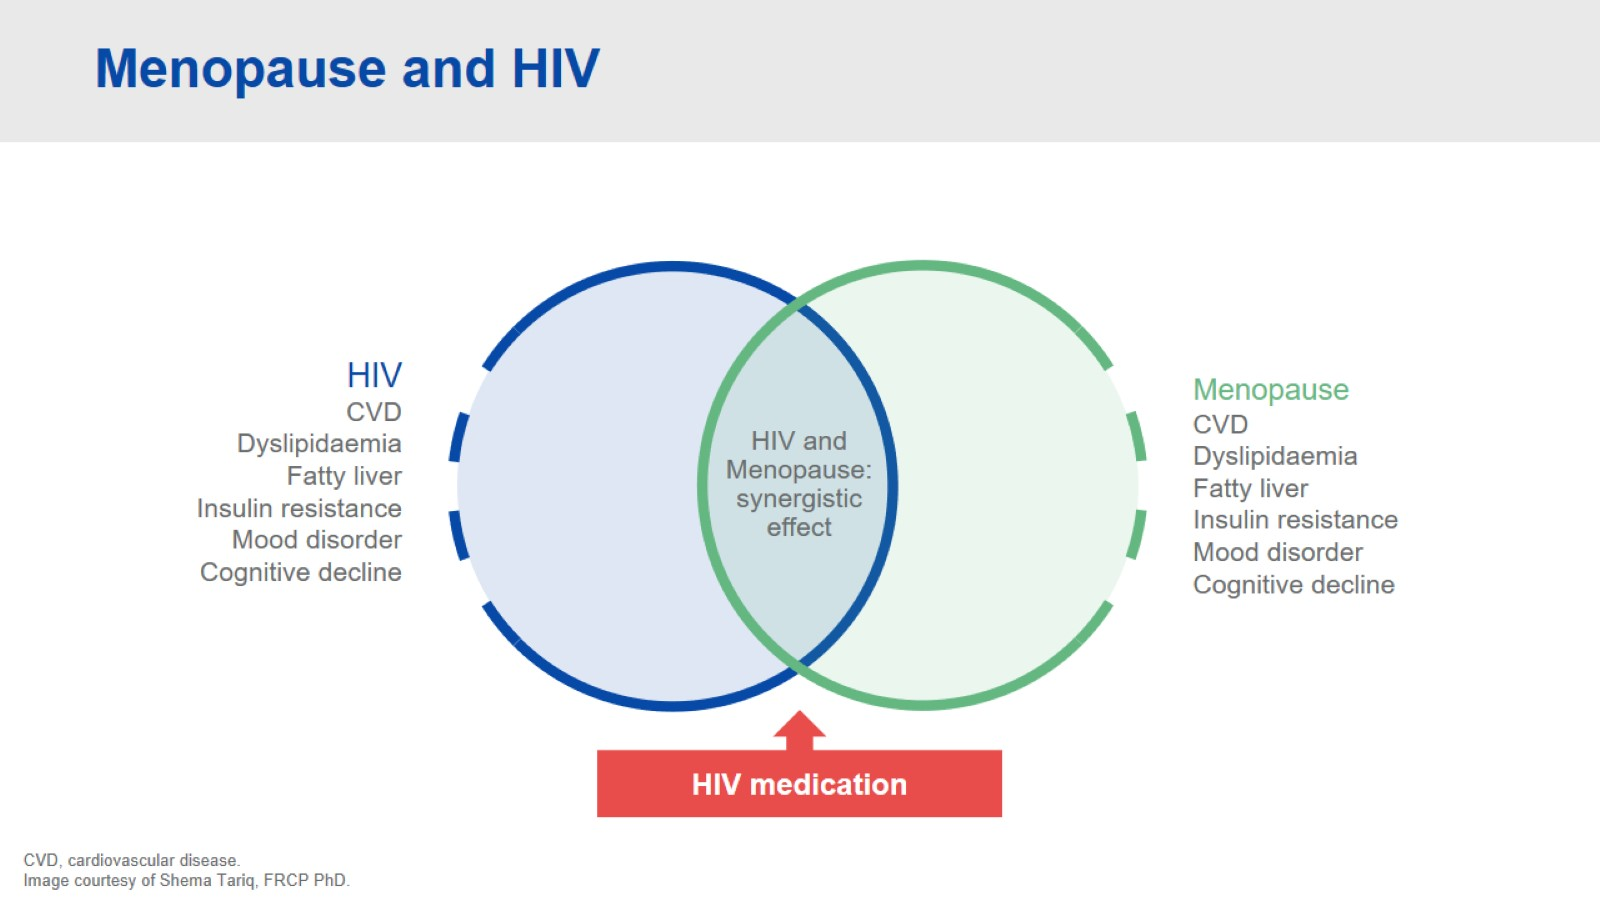 Menopause and HIV
HIV
CVD
Dyslipidaemia
Fatty liver
Insulin resistance
Mood disorder
Cognitive decline
HIV and
Menopause:
synergistic
effect
Menopause
CVD
Dyslipidaemia
Fatty liver
Insulin resistance
Mood disorder
Cognitive decline
HIV medication
CVD, cardiovascular disease.
Image courtesy of Shema Tariq, FRCP PhD.